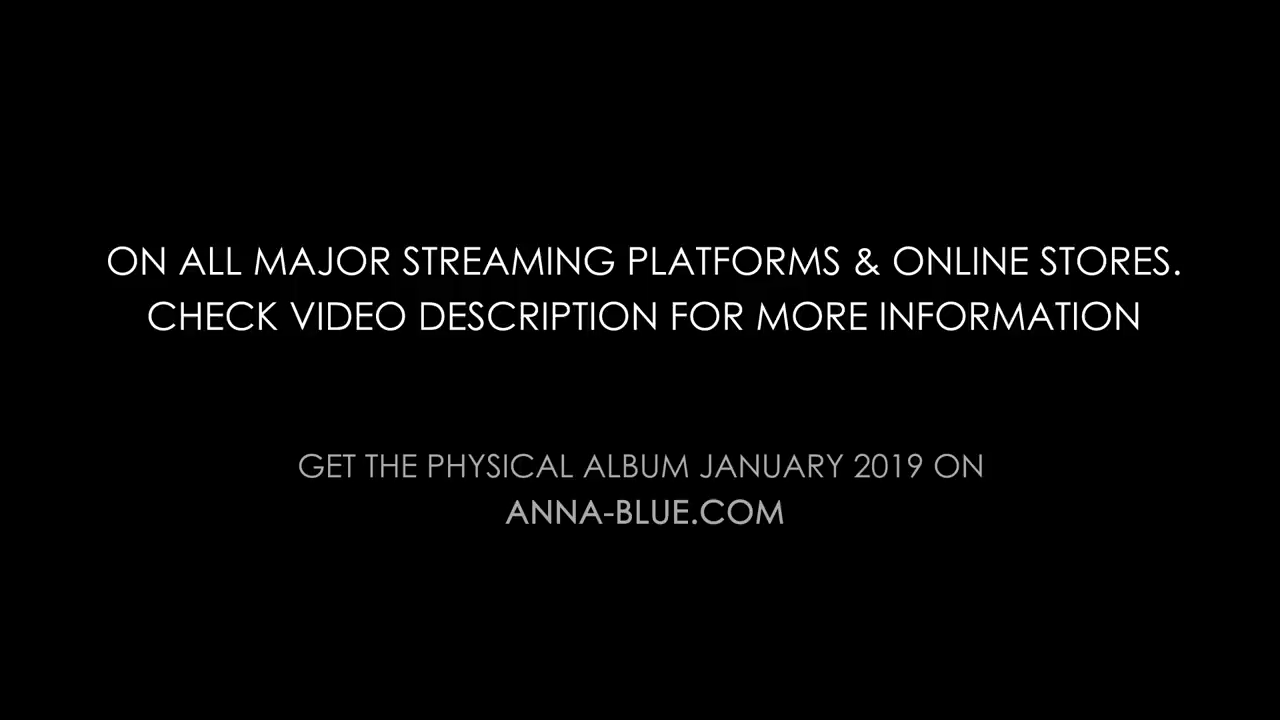 ON ALL MAJOR STREAMING PLATFORMS & ONLINE STORES.
CHECK VIDEO DESCRIPTION FOR MORE INFORMATION
GET THE PHYSICAL ALBUM JANUARY 2019 ON
ANNA-BLUE.COM